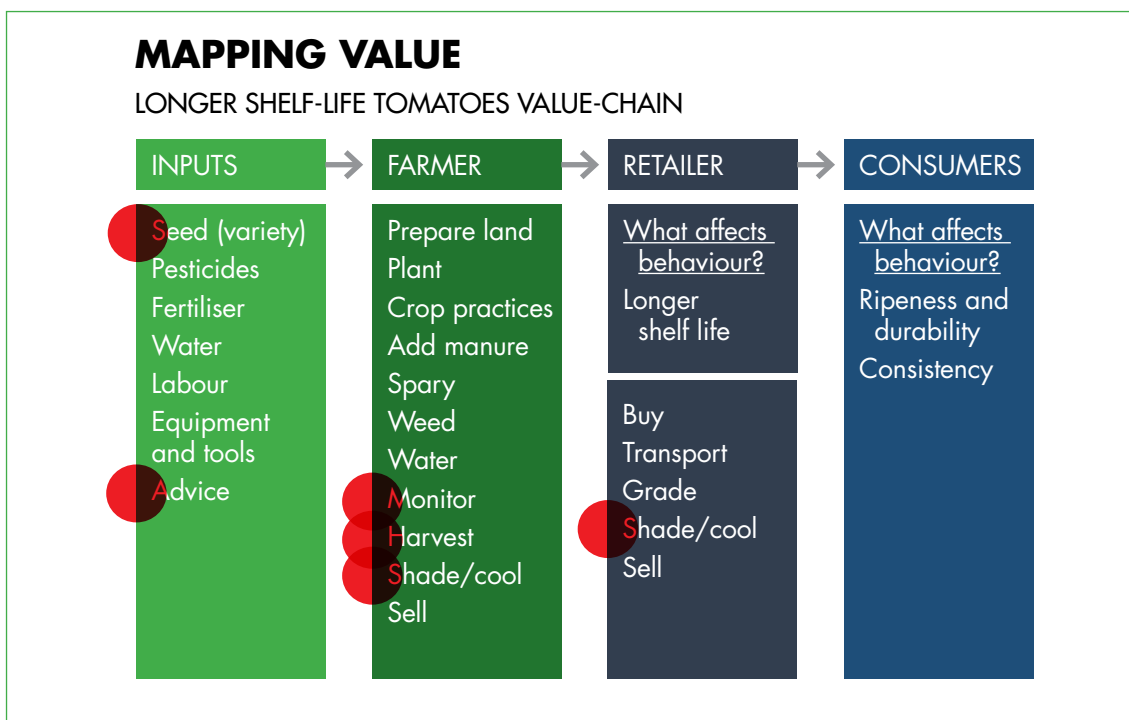 MAPPING VALUE
LONGER SHELF-LIFE TOMATOES VALUE-CHAIN
INPUTS
Seed (variety)
Pesticides
Fertiliser
Water
Labour
Equipment
and tools
Advice
FARMER
Prepare land
Plant
Crop practices
Add manure
Spary
Weed
Water
Monitor
Harvest
Shade/cool
Sell
RETAILER
What affects
behaviour?
Longer
shelf life
Buy
Transport
Grade
Shade/cool
Sell
CONSUMERS
What affects
behaviour?
Ripeness and
durability
Consistency